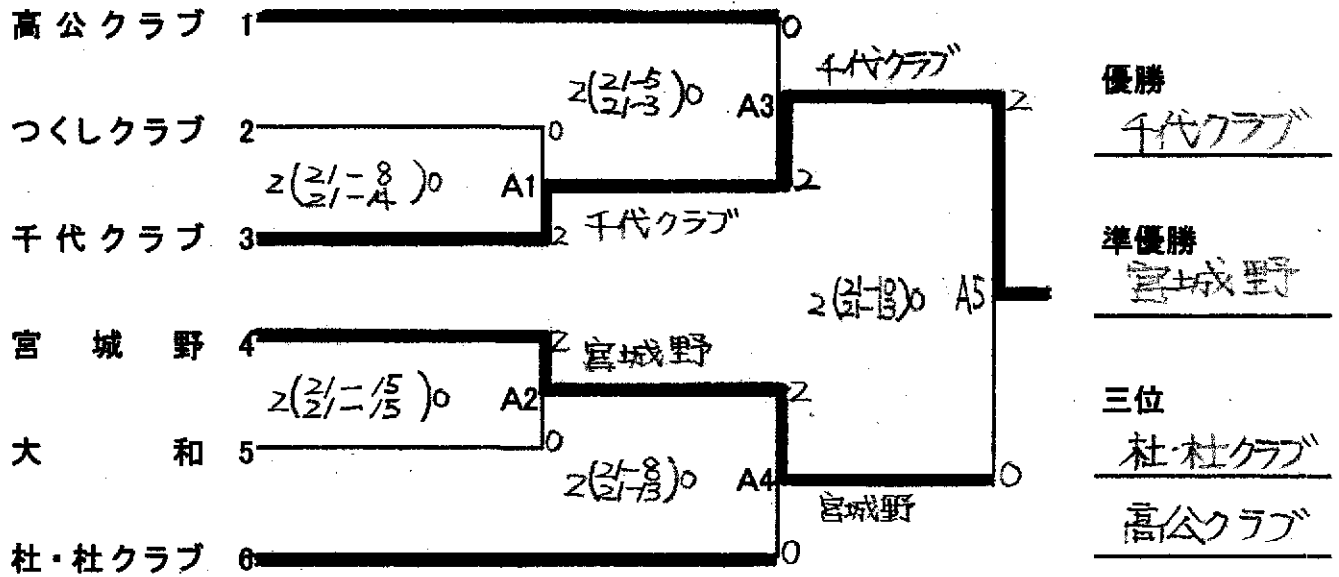 高公クラブ 1
0
千代クラブ
優勝
2(21-5 21-3)0 A3
2
千代クラブ
つくしクラブ 2
0
2(21-8 21-14)0 A1
2
千代クラブ 3
2 千代クラブ
準優勝
宮城野
2(21-10 21-13)0 A5
宮城野 4
2 宮城野
2(21-15 21-15)0 A2
2
三位
大和 5
0
杜・杜クラブ
2(21-8 21-13)0 A4
0
宮城野
高公クラブ
杜・杜クラブ 6
0